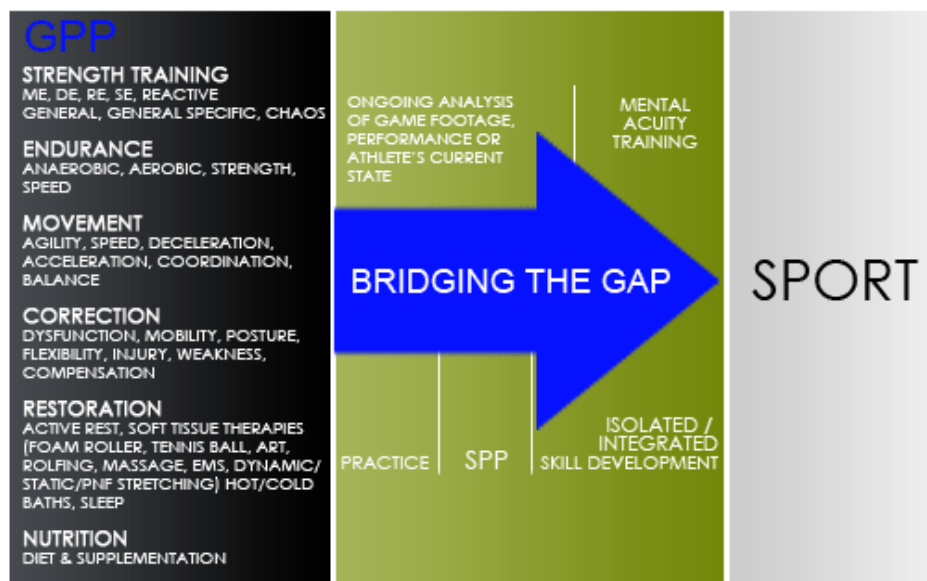 GPP
STRENGTH TRAINING
ME, DE, RE, SE, REACTIVE
GENERAL, GENERAL SPECIFIC, CHAOS
ENDURANCE
ANAEROBIC, AEROBIC, STRENGTH,
SPEED
MOVEMENT
AGILITY, SPEED, DECELERATION,
ACCELERATION, COORDINATION,
BALANCE
CORRECTION
DYSFUNCTION, MOBILITY, POSTURE,
FLEXIBILITY, INJURY, WEAKNESS,
COMPENSATION
RESTORATION
ACTIVE REST, SOFT TISSUE THERAPIES
(FOAM ROLLER, TENNIS BALL, ART,
ROLFING, MASSAGE, EMS, DYNAMIC/
STATIC/PNF STRETCHING) HOT/COLD
BATHS, SLEEP
NUTRITION
DIET & SUPPLEMENTATION
ONGOING ANALYSIS
OF GAME FOOTAGE,
PERFORMANCE OR
ATHLETE'S CURRENT
STATE
MENTAL
ACUITY
TRAINING
BRIDGING THE GAP
PRACTICE
SPP
ISOLATED /
INTEGRATED
SKILL DEVELOPMENT
SPORT